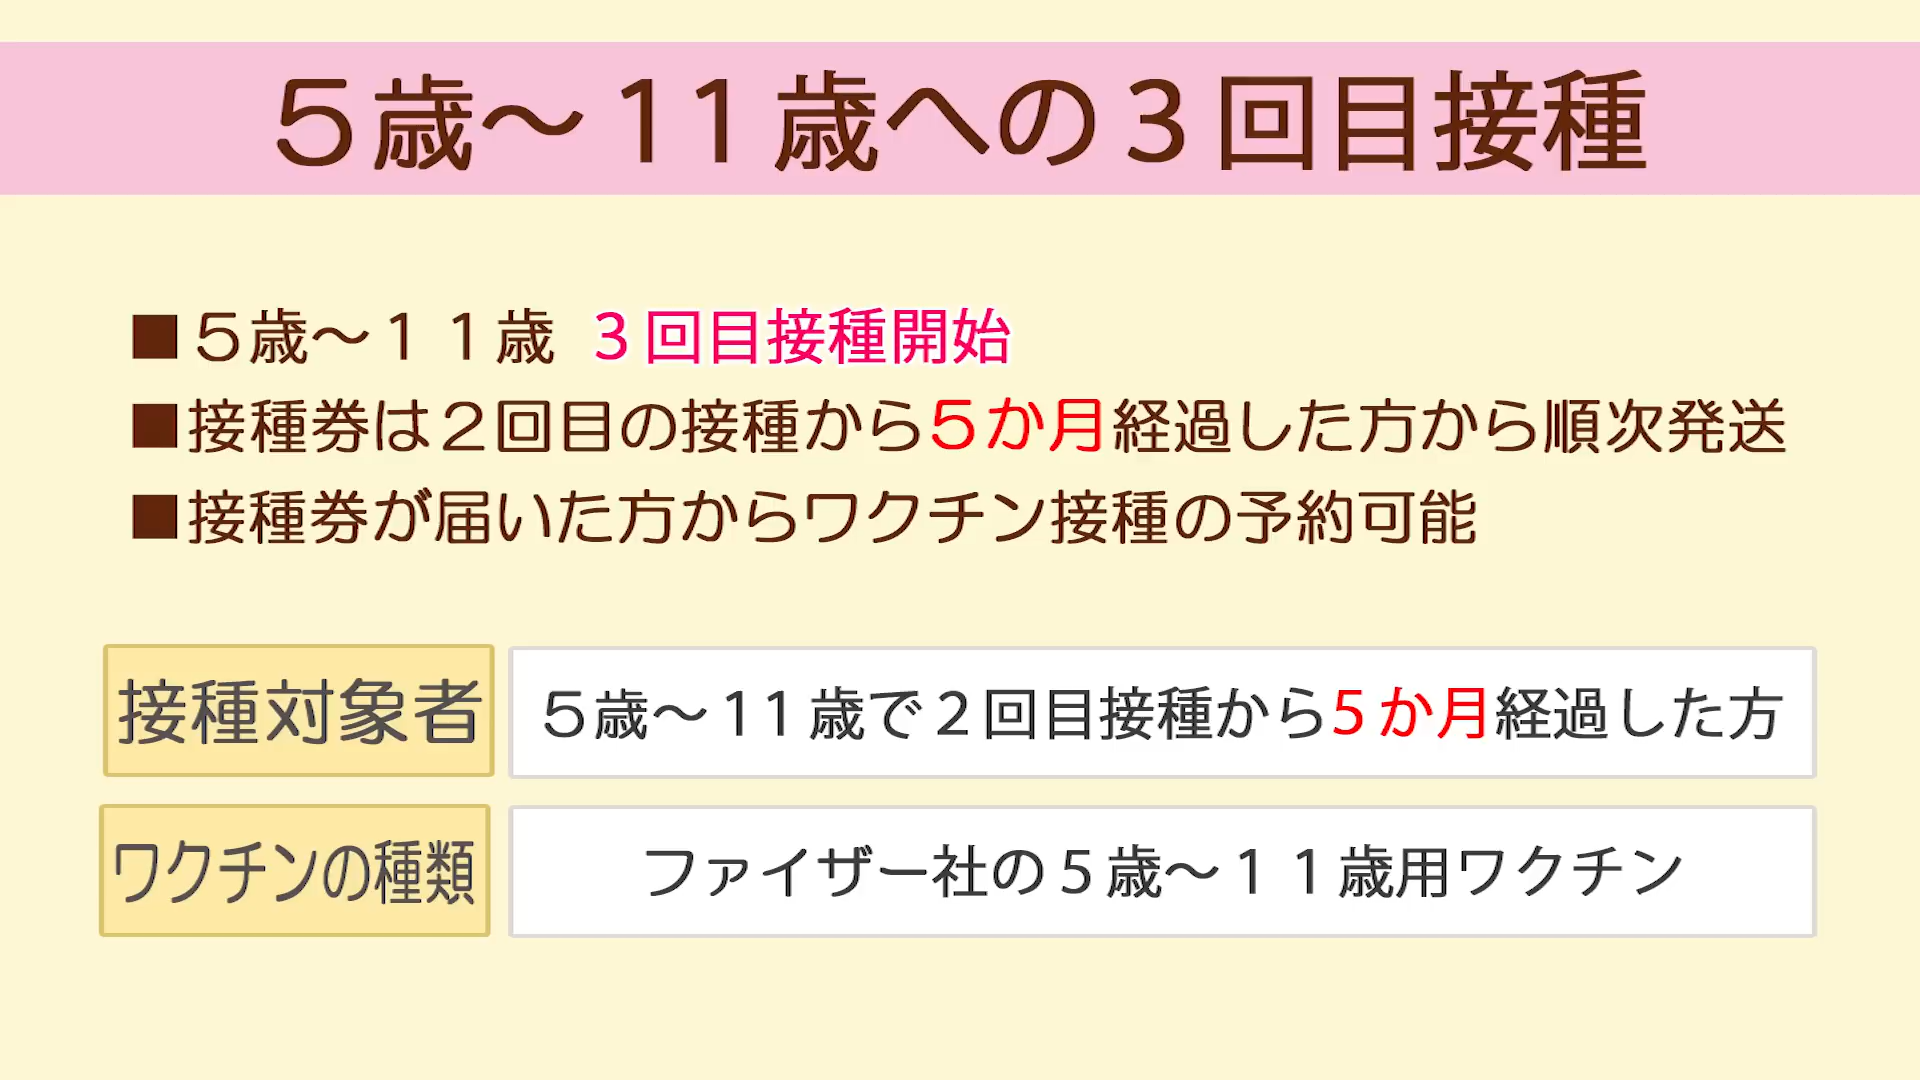 ５歳～11歳への３回目接種
■５歳～１１歳 ３回目接種開始
■接種券は２回目の接種から５か月経過した方から順次発送
■接種券が届いた方からワクチン接種の予約可能
接種対象者
５歳～11歳で２回目接種から５か月経過した方
ワクチンの種類
ファイザー社の５歳～１１歳用ワクチン